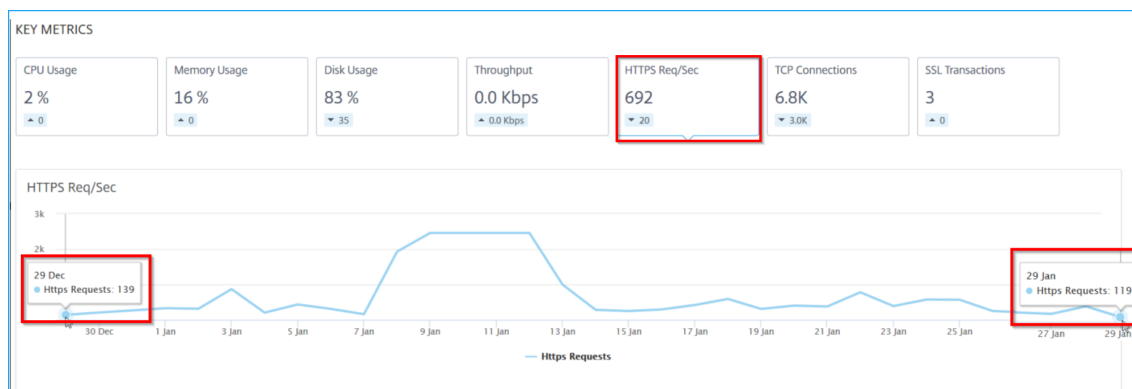 KEY METRICS
CPU Usage
2 %
▲ 0
Memory Usage
16 %
▲ 0
Disk Usage
83 %
▼ 35
Throughput
0.0 Kbps
▲ 0.0 Kbps
HTTPS Req/Sec
692
▼ 20
TCP Connections
6.8K
▼ 3.0K
SSL Transactions
3
▲ 0
HTTPS Req/Sec
3k
2k
29 Dec
Https Requests: 139
29 Jan
Https Requests: 119
30 Dec 1 Jan 3 Jan 5 Jan 7 Jan 9 Jan 11 Jan 13 Jan 15 Jan 17 Jan 19 Jan 21 Jan 23 Jan 25 Jan 27 Jan 29 Jan
Https Requests